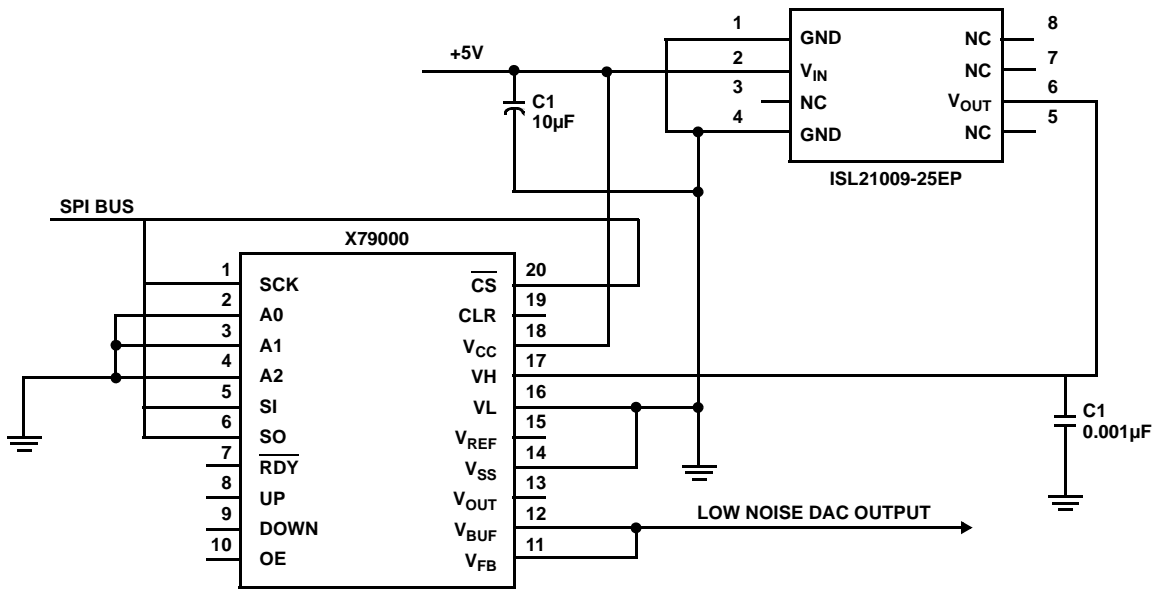 +5V
C1
10µF
1
2
3
4
GND
V_IN
NC
GND
NC
NC
V_OUT
NC
8
7
6
5
ISL21009-25EP
SPI BUS
X79000
1
2
3
4
5
6
7
8
9
10
SCK
A0
A1
A2
SI
SO
RDY
UP
DOWN
OE
CS
CLR
V_CC
VH
VL
V_REF
V_SS
V_OUT
V_BUF
V_FB
20
19
18
17
16
15
14
13
12
11
C1
0.001µF
LOW NOISE DAC OUTPUT